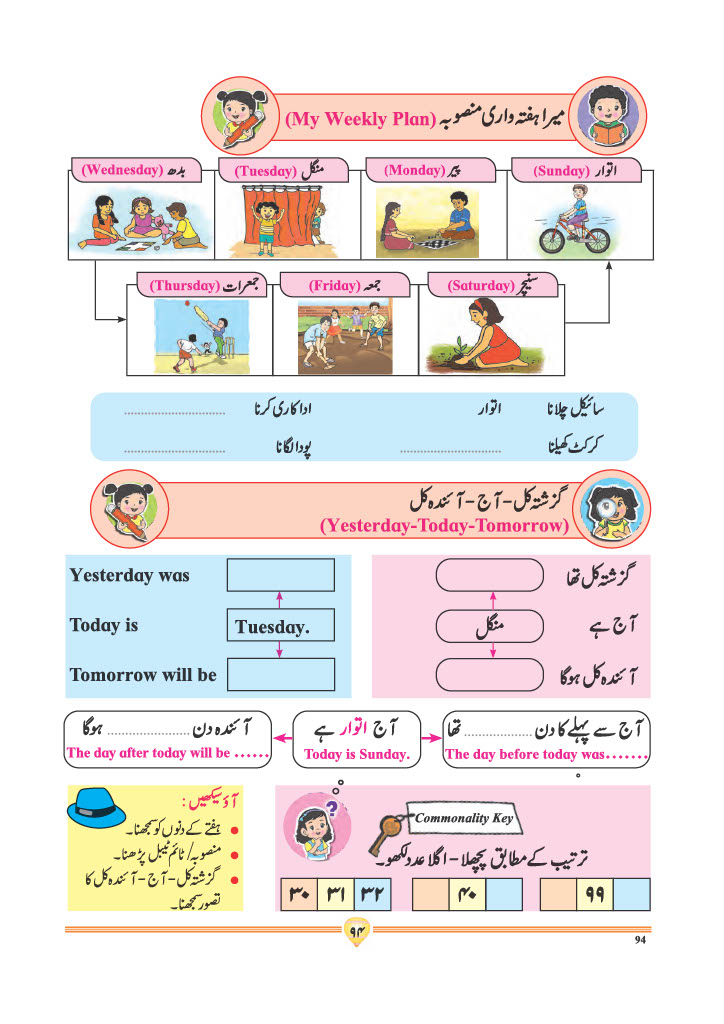 میرا ہفتہ واری منصوبہ (My Weekly Plan)
اتوار (Sunday)
پیر (Monday)
منگل (Tuesday)
بدھ (Wednesday)
جمعرات (Thursday)
جمعہ (Friday)
سنیچر (Saturday)
سائیکل چلانا اتوار اداکاری کرنا ............................
کرکٹ کھیلنا ............................ پودا لگانا ............................
گزشتہ کل - آج - آئندہ کل
(Yesterday-Today-Tomorrow)
Yesterday was
Today is Tuesday.
Tomorrow will be
گزشتہ کل تھا
آج منگل ہے
آئندہ کل ہوگا
آج سے پہلے کا دن .................. تھا
The day before today was.......
آج اتوار ہے
Today is Sunday.
آئندہ دن .................. ہوگا
The day after today will be ......
?
Commonality Key
ترتیب کے مطابق پچھلا - اگلا عدد لکھو۔
۳۰ ۳۱ ۳۲
۴۰
۹۹
آؤ سیکھیں :
• ہفتے کے دنوں کو سمجھنا۔
• منصوبہ/ ٹائم ٹیبل پڑھنا۔
• گزشتہ کل - آج - آئندہ کل کا
تصور سمجھنا۔
۹۴
94